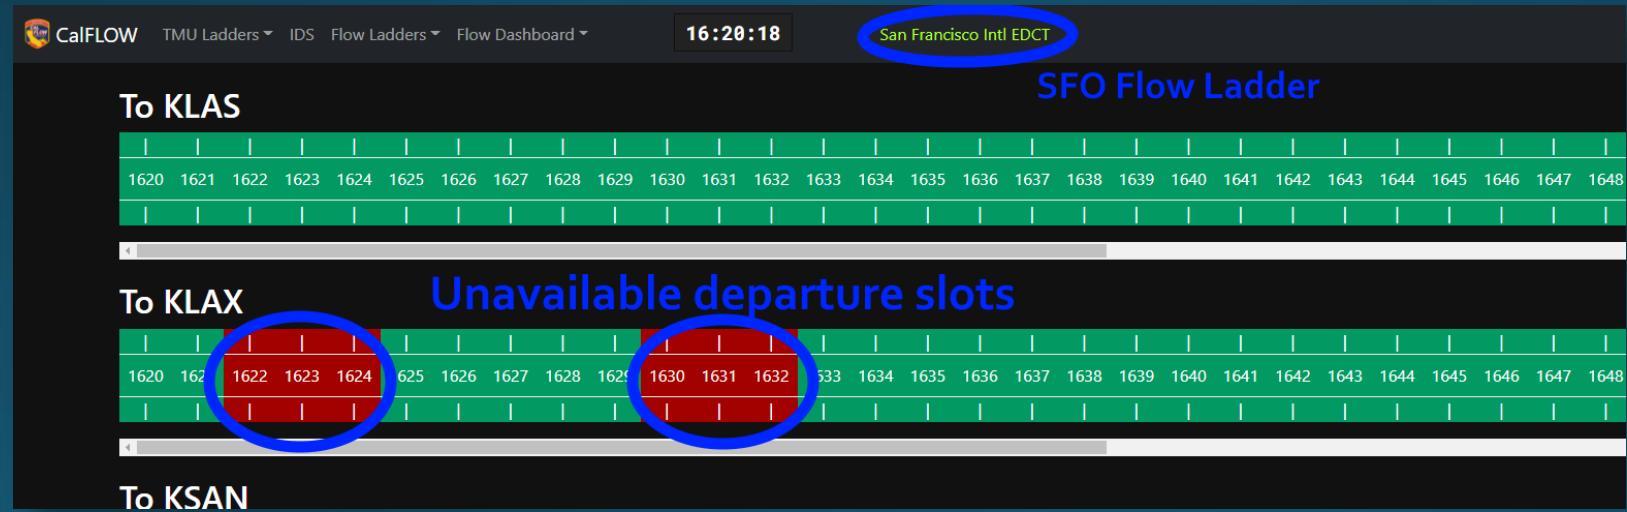 CalFLOW TMU Ladders IDS Flow Ladders Flow Dashboard 16:20:18 San Francisco Intl EDCT
SFO Flow Ladder
To KLAS
1620 1621 1622 1623 1624 1625 1626 1627 1628 1629 1630 1631 1632 1633 1634 1635 1636 1637 1638 1639 1640 1641 1642 1643 1644 1645 1646 1647 1648
Unavailable departure slots
To KLAX
1620 162 1622 1623 1624 625 1626 1627 1628 1629 1630 1631 1632 633 1634 1635 1636 1637 1638 1639 1640 1641 1642 1643 1644 1645 1646 1647 1648
To KSAN